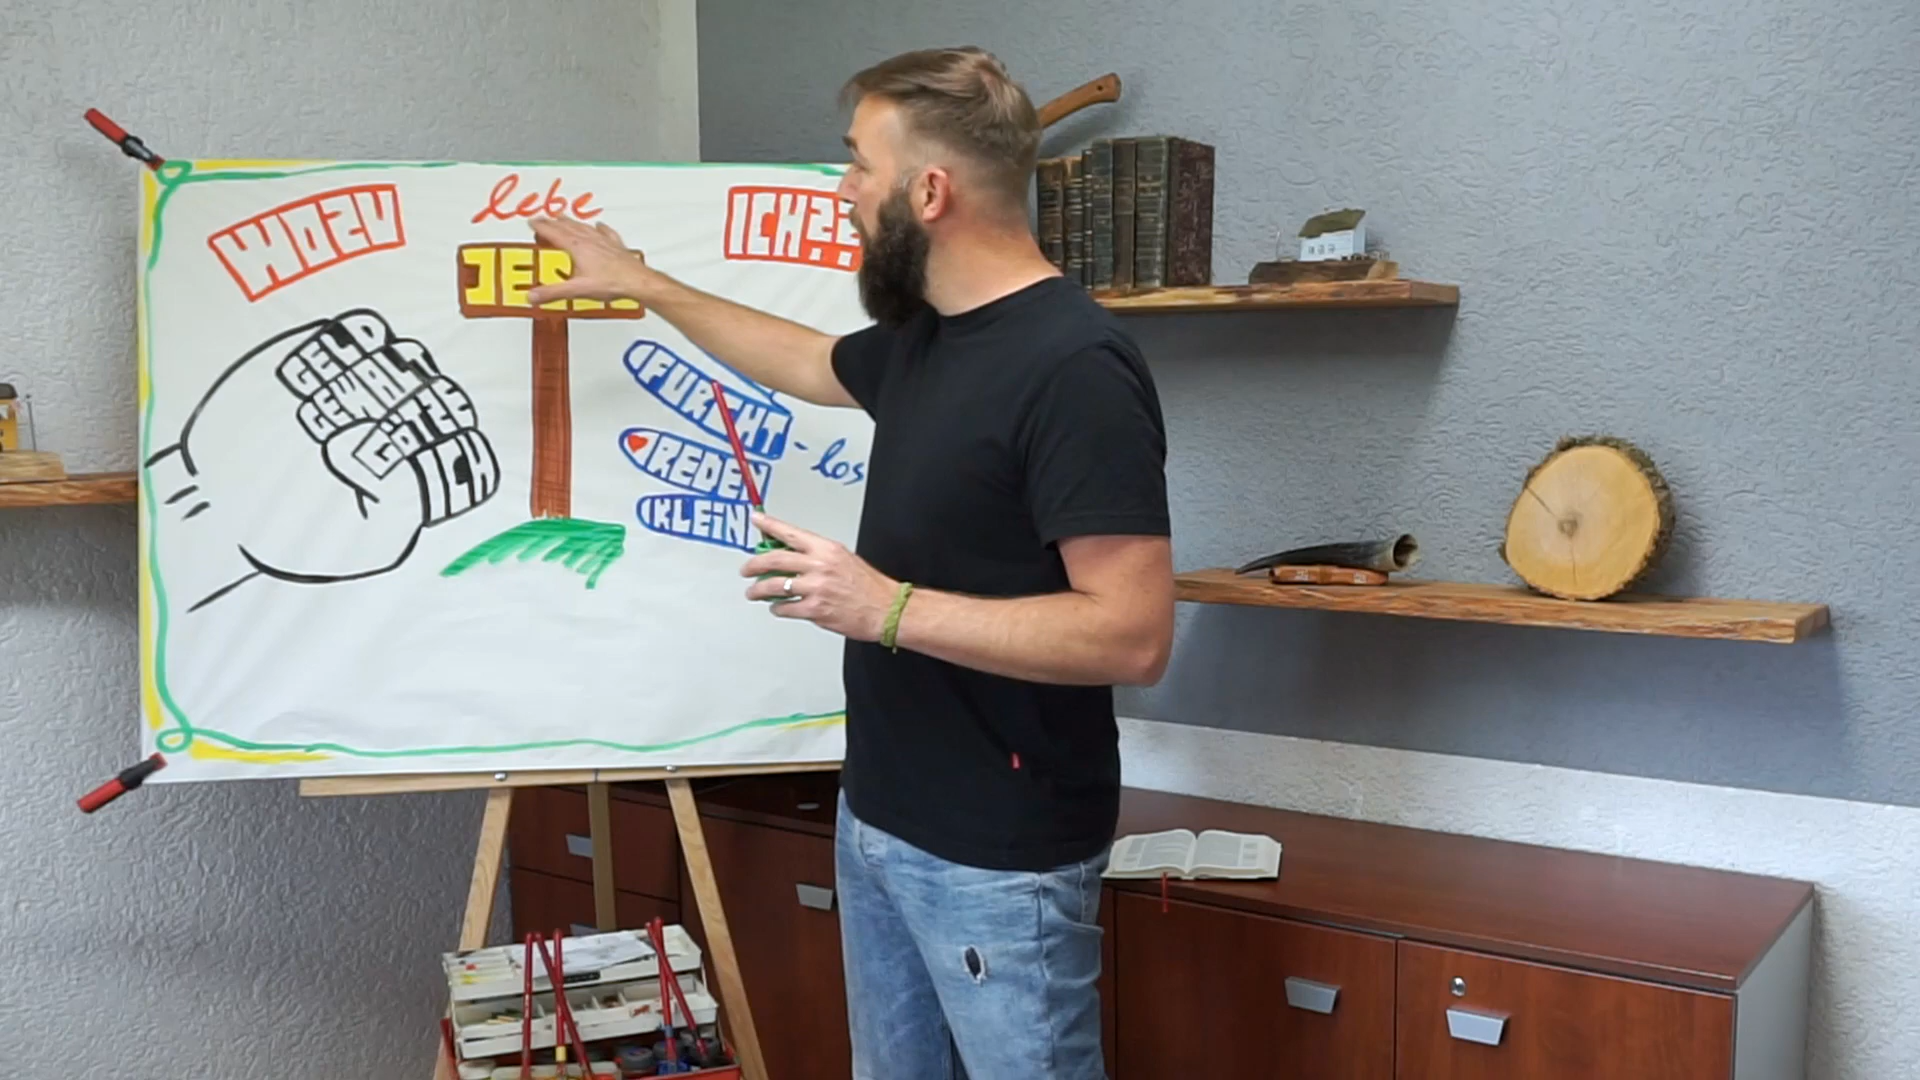 WOZU
lebe
ICH??
GELD
GEWALT
GÖTZE
ICH
FURCHT
-los
REDEN
KLEIN